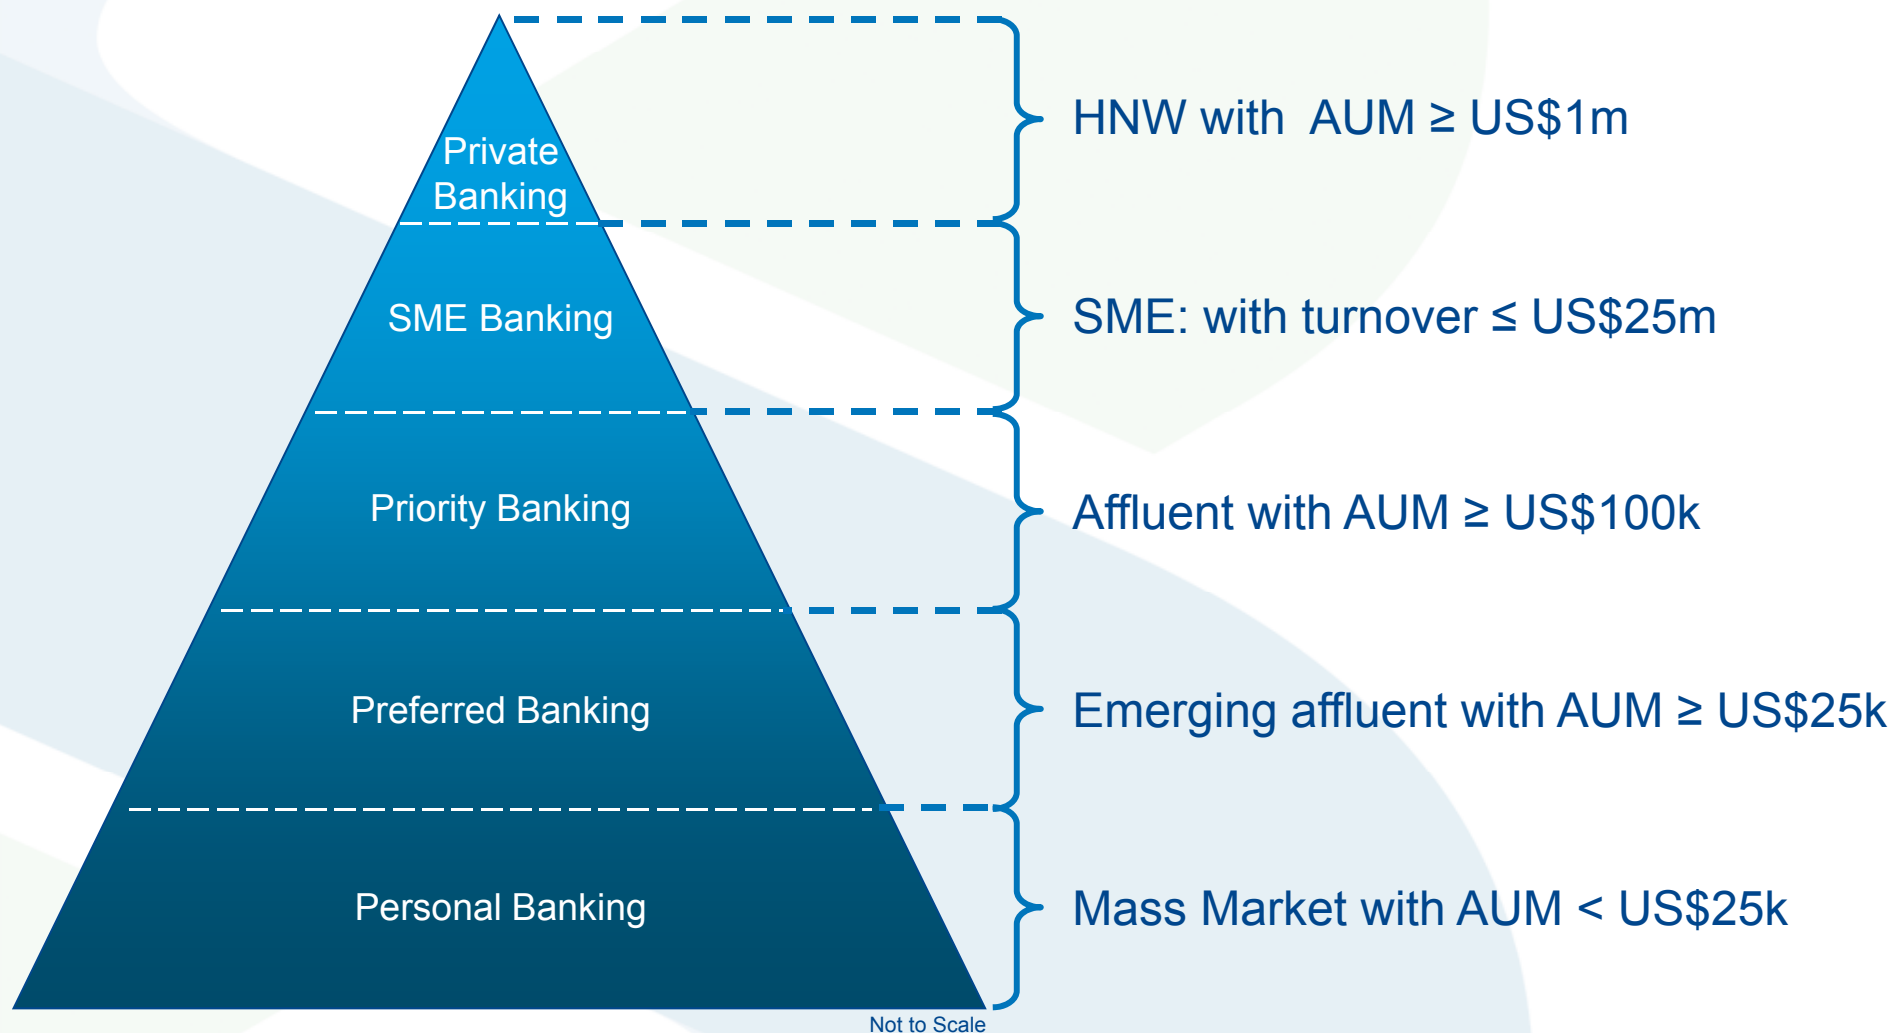 Private
Banking
HNW with AUM ≥ US$1m
SME Banking
SME: with turnover ≤ US$25m
Priority Banking
Affluent with AUM ≥ US$100k
Preferred Banking
Emerging affluent with AUM ≥ US$25k
Personal Banking
Mass Market with AUM < US$25k
Not to Scale